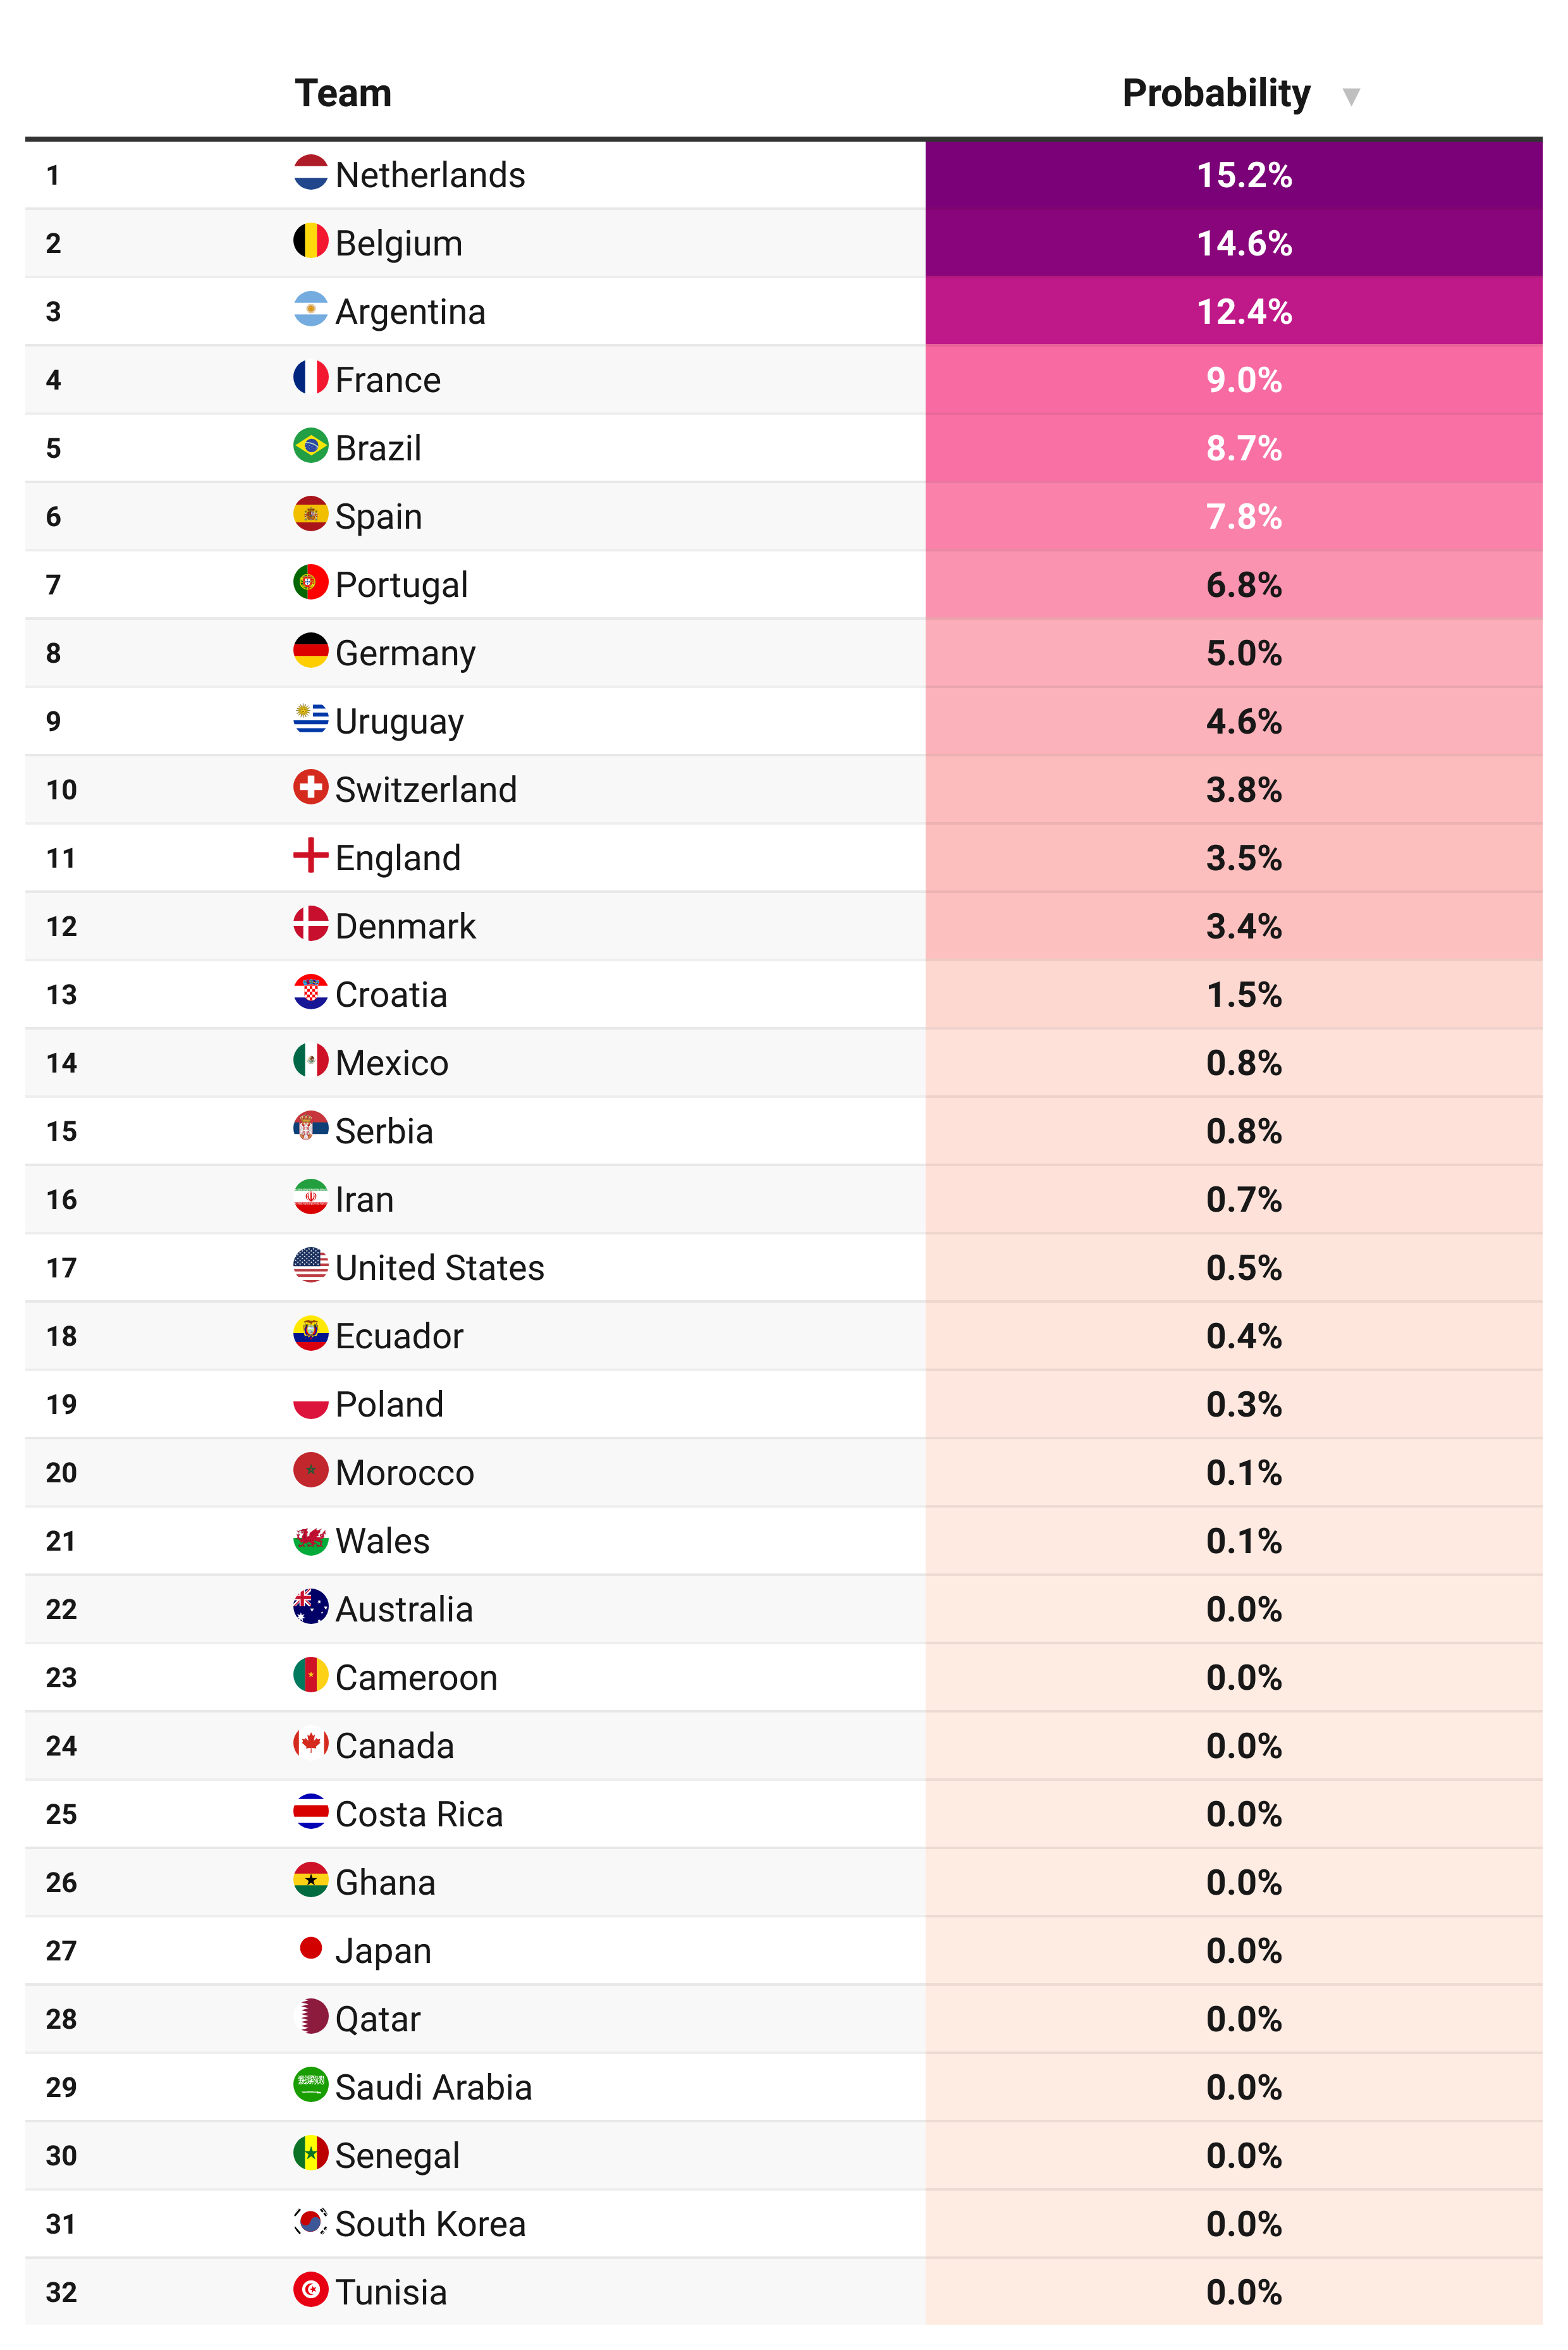 Team Probability ▼
1 Netherlands 15.2%
2 Belgium 14.6%
3 Argentina 12.4%
4 France 9.0%
5 Brazil 8.7%
6 Spain 7.8%
7 Portugal 6.8%
8 Germany 5.0%
9 Uruguay 4.6%
10 Switzerland 3.8%
11 England 3.5%
12 Denmark 3.4%
13 Croatia 1.5%
14 Mexico 0.8%
15 Serbia 0.8%
16 Iran 0.7%
17 United States 0.5%
18 Ecuador 0.4%
19 Poland 0.3%
20 Morocco 0.1%
21 Wales 0.1%
22 Australia 0.0%
23 Cameroon 0.0%
24 Canada 0.0%
25 Costa Rica 0.0%
26 Ghana 0.0%
27 Japan 0.0%
28 Qatar 0.0%
29 Saudi Arabia 0.0%
30 Senegal 0.0%
31 South Korea 0.0%
32 Tunisia 0.0%